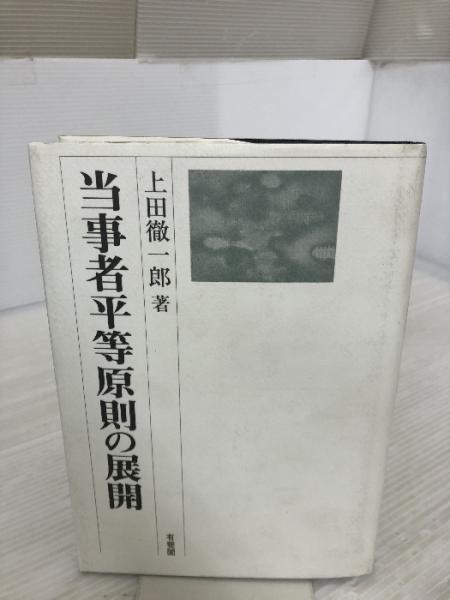 上田徹一郎 著
当事者平等原則の展開
有斐閣